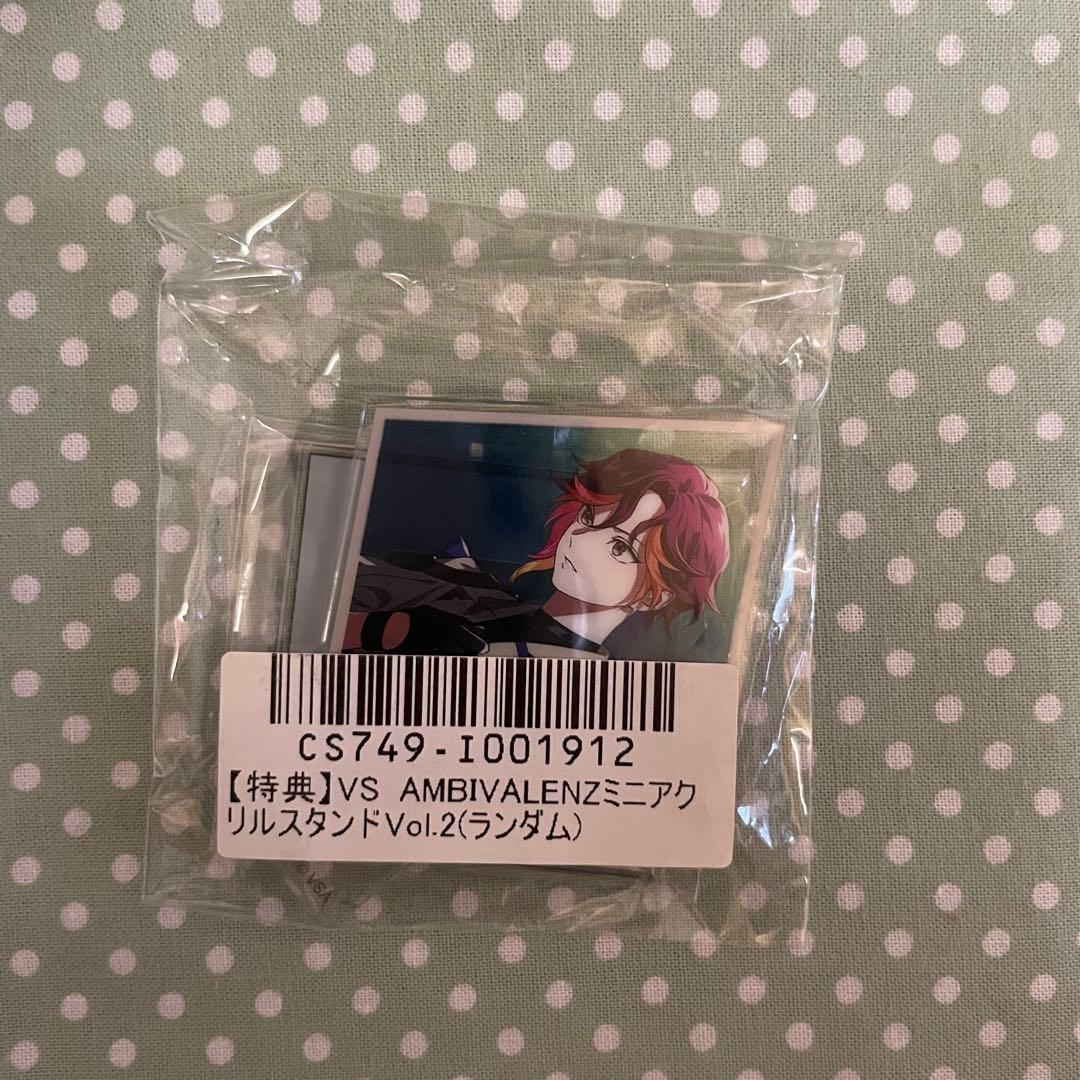 CS749-I001912
【特典】VS AMBIVALENZミニアク
リルスタンドVol.2(ランダム)
© VSA